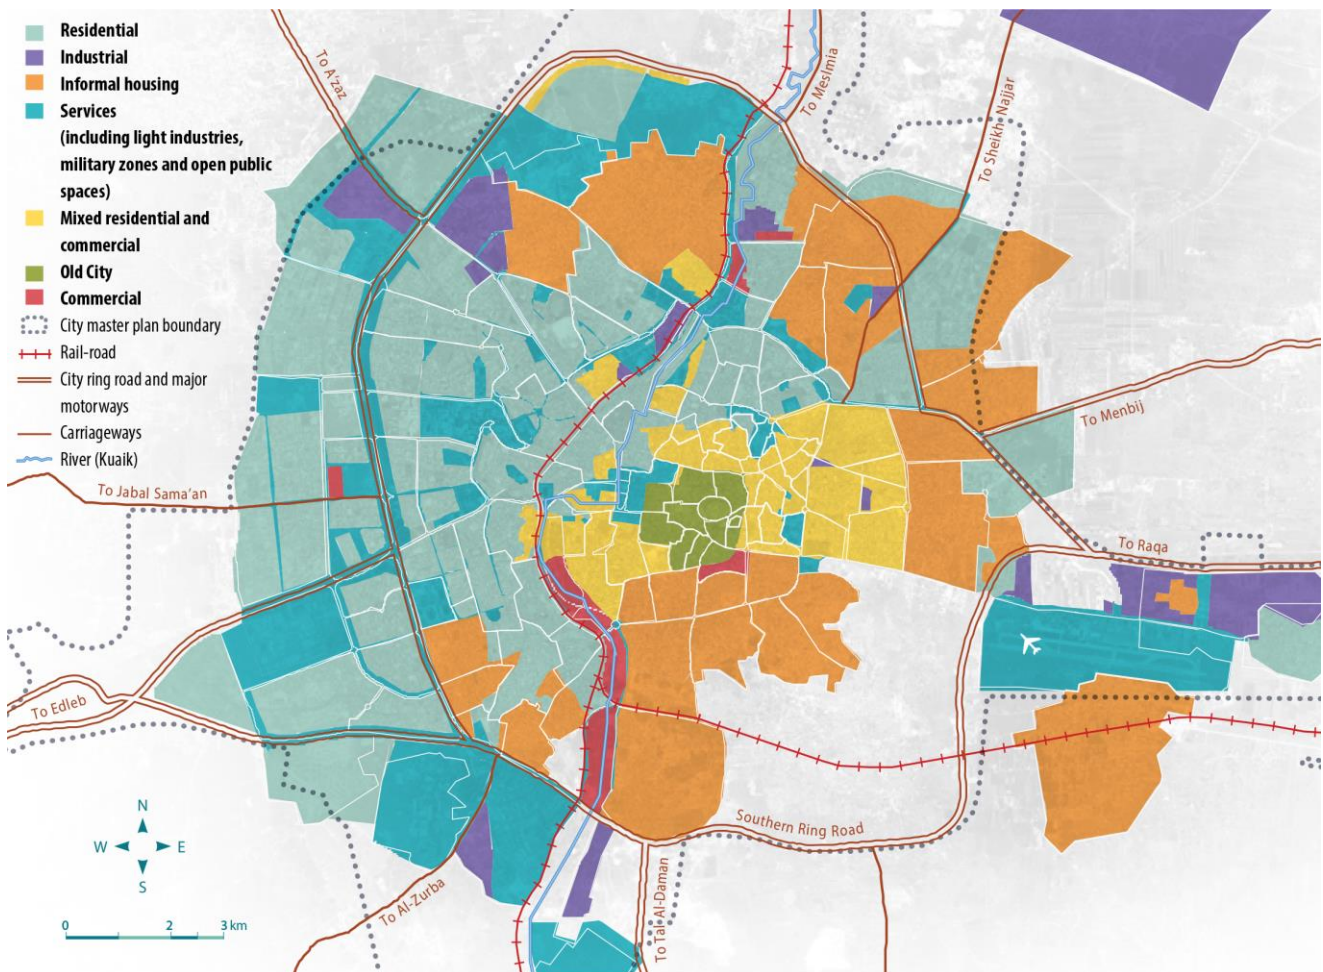 Residential
Industrial
Informal housing
Services
(including light industries,
military zones and open public
spaces)
Mixed residential and
commercial
Old City
Commercial
City master plan boundary
Rail-road
City ring road and major
motorways
Carriageways
River (Kuaik)
To A'zaz
To Meslmia
To Sheikh Najjar
To Menbij
To Jabal Sama'an
To Raqa
To Edleb
Southern Ring Road
To Al-Zurba
To Tal Al-Daman
N
W E
S
0 2 3 km